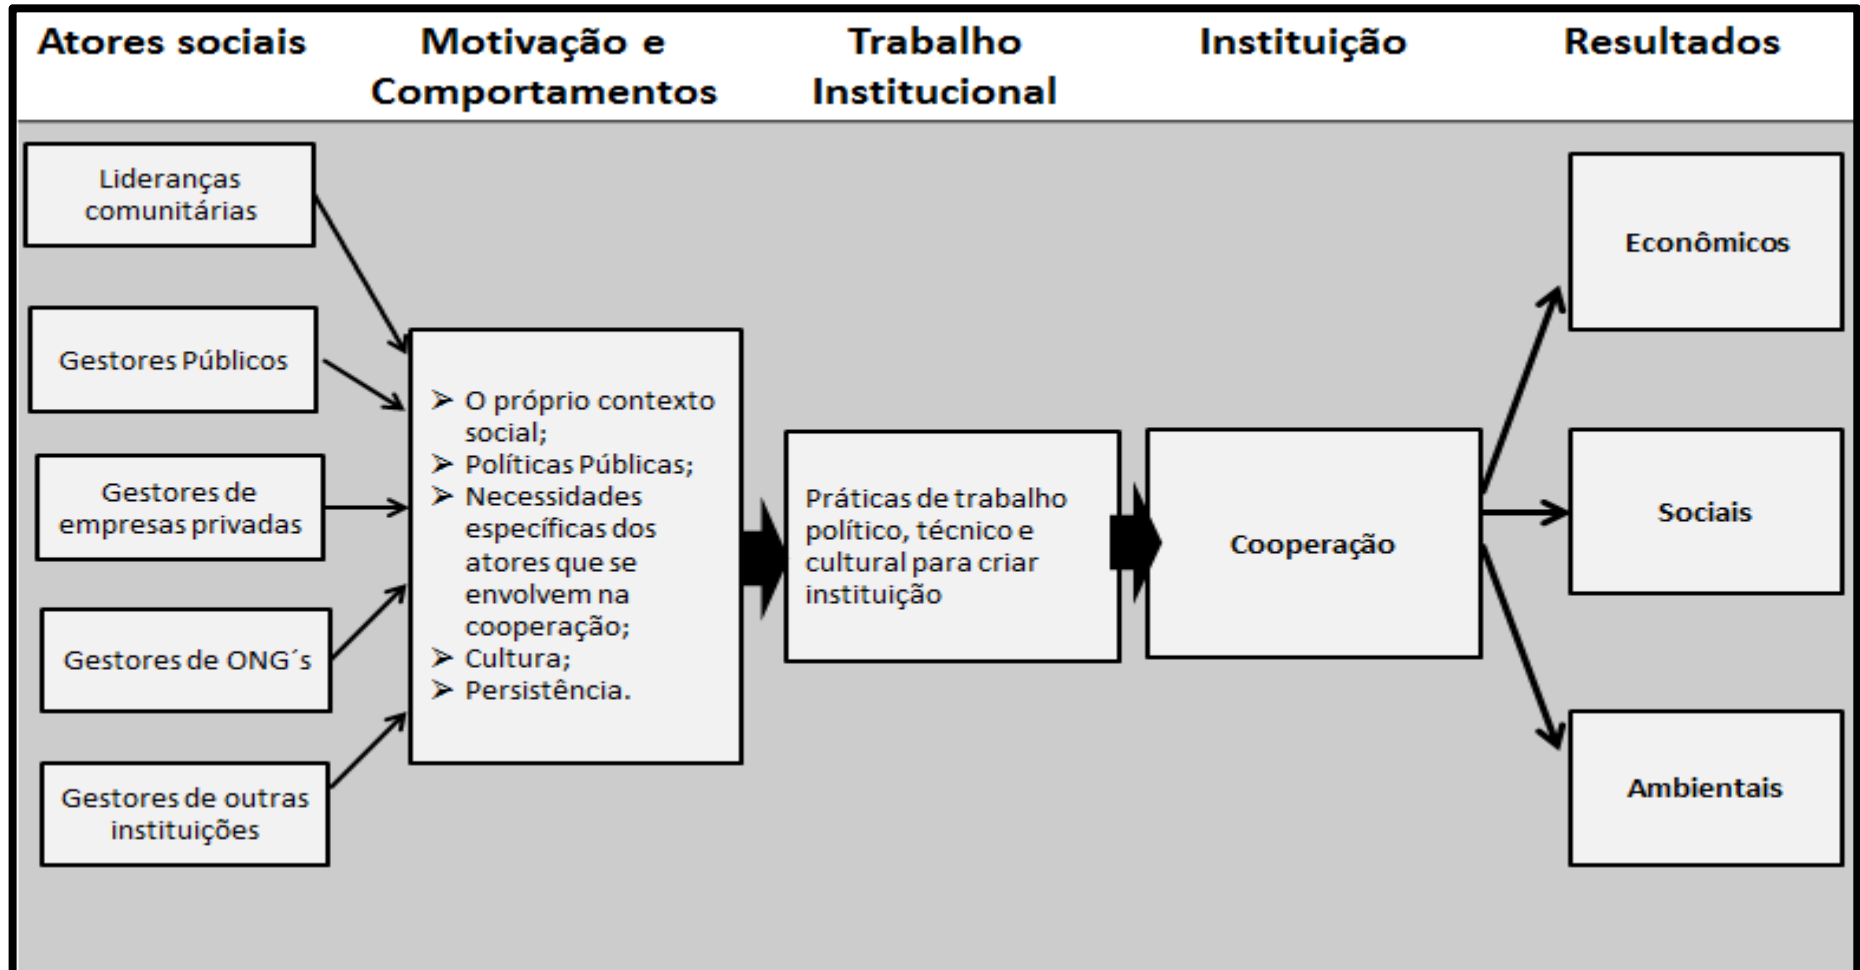 Atores sociais
Motivação e
Comportamentos
Trabalho
Institucional
Instituição
Resultados
Lideranças
comunitárias
Gestores Públicos
Gestores de
empresas privadas
Gestores de ONG´s
Gestores de outras
instituições
➢ O próprio contexto
social;
➢ Políticas Públicas;
➢ Necessidades
específicas dos
atores que se
envolvem na
cooperação;
➢ Cultura;
➢ Persistência.
Práticas de trabalho
político, técnico e
cultural para criar
instituição
Cooperação
Econômicos
Sociais
Ambientais